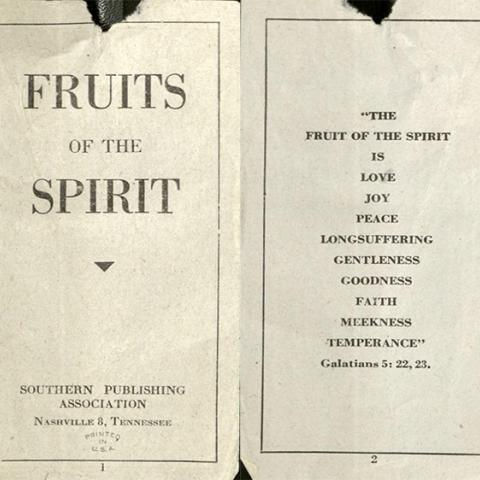 FRUITS
OF THE
SPIRIT
SOUTHERN PUBLISHING
ASSOCIATION
NASHVILLE 8, TENNESSEE
PRINTED
IN
U.S.A.
1
"THE
FRUIT OF THE SPIRIT
IS
LOVE
JOY
PEACE
LONGSUFFERING
GENTLENESS
GOODNESS
FAITH
MEEKNESS
TEMPERANCE"
Galatians 5: 22, 23.
2